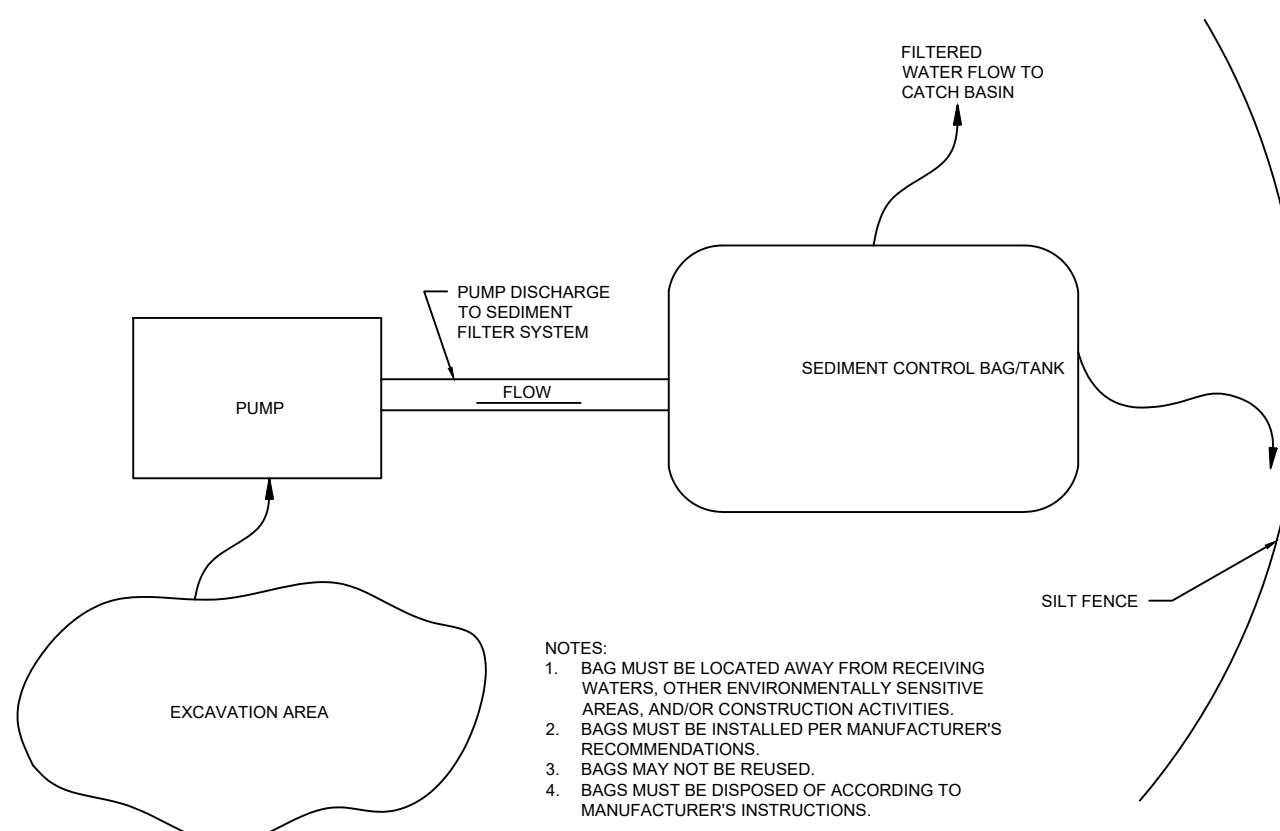 FILTERED
WATER FLOW TO
CATCH BASIN
PUMP DISCHARGE
TO SEDIMENT
FILTER SYSTEM
FLOW
SEDIMENT CONTROL BAG/TANK
PUMP
SILT FENCE
EXCAVATION AREA
NOTES:
1. BAG MUST BE LOCATED AWAY FROM RECEIVING
WATERS, OTHER ENVIRONMENTALLY SENSITIVE
AREAS, AND/OR CONSTRUCTION ACTIVITIES.
2. BAGS MUST BE INSTALLED PER MANUFACTURER'S
RECOMMENDATIONS.
3. BAGS MAY NOT BE REUSED.
4. BAGS MUST BE DISPOSED OF ACCORDING TO
MANUFACTURER'S INSTRUCTIONS.